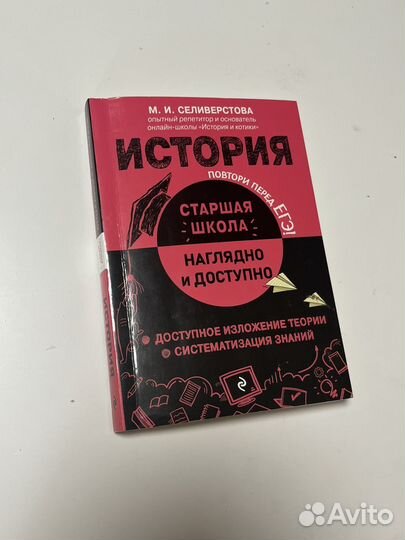 М. И. СЕЛИВЕРСТОВА
опытный репетитор и основатель
онлайн-школы «История и котики»
ИСТОРИЯ
ПОВТОРИ ПЕРЕД ЕГЭ!
СТАРШАЯ
ШКОЛА
НАГЛЯДНО
И ДОСТУПНО
ДОСТУПНОЕ ИЗЛОЖЕНИЕ ТЕОРИИ
СИСТЕМАТИЗАЦИЯ ЗНАНИЙ
Avito